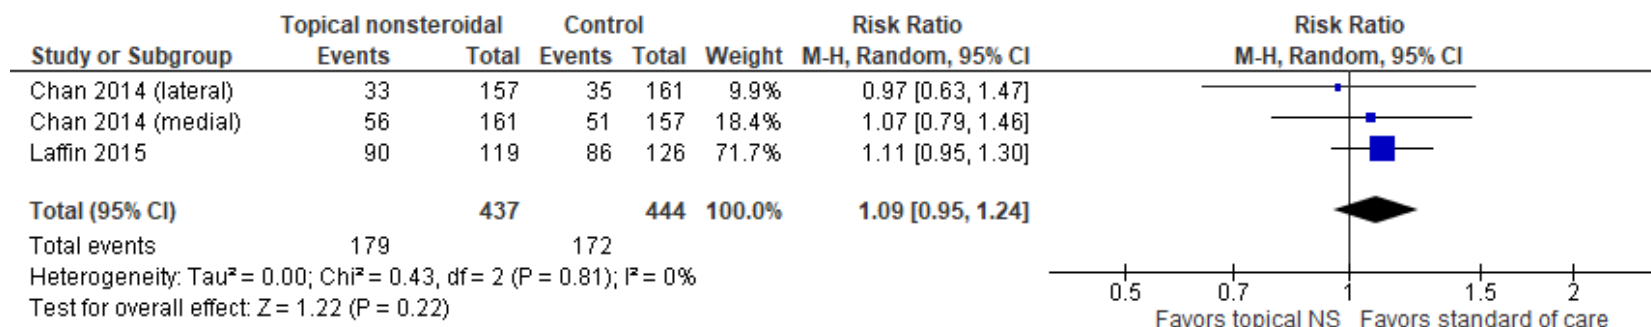 Topical nonsteroidal Control Risk Ratio Risk Ratio
Study or Subgroup Events Total Events Total Weight M-H, Random, 95% CI M-H, Random, 95% CI
Chan 2014 (lateral) 33 157 35 161 9.9% 0.97 [0.63, 1.47]
Chan 2014 (medial) 56 161 51 157 18.4% 1.07 [0.79, 1.46]
Laffin 2015 90 119 86 126 71.7% 1.11 [0.95, 1.30]
Total (95% CI) 437 444 100.0% 1.09 [0.95, 1.24]
Total events 179 172
Heterogeneity: Tau² = 0.00; Chi² = 0.43, df = 2 (P = 0.81); I² = 0%
Test for overall effect: Z = 1.22 (P = 0.22)
0.5 0.7 1 1.5 2
Favors topical NS Favors standard of care